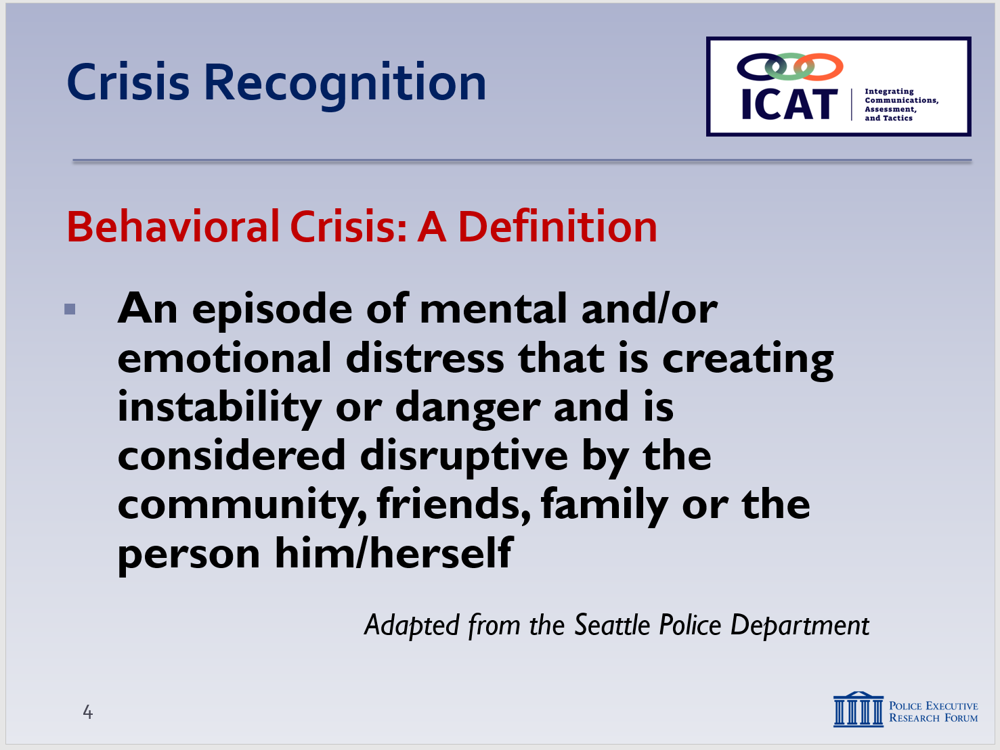 Crisis Recognition
ICAT
Integrating
Communications,
Assessment,
and Tactics
Behavioral Crisis: A Definition
An episode of mental and/or
emotional distress that is creating
instability or danger and is
considered disruptive by the
community, friends, family or the
person him/herself
Adapted from the Seattle Police Department
4
POLICE EXECUTIVE
RESEARCH FORUM